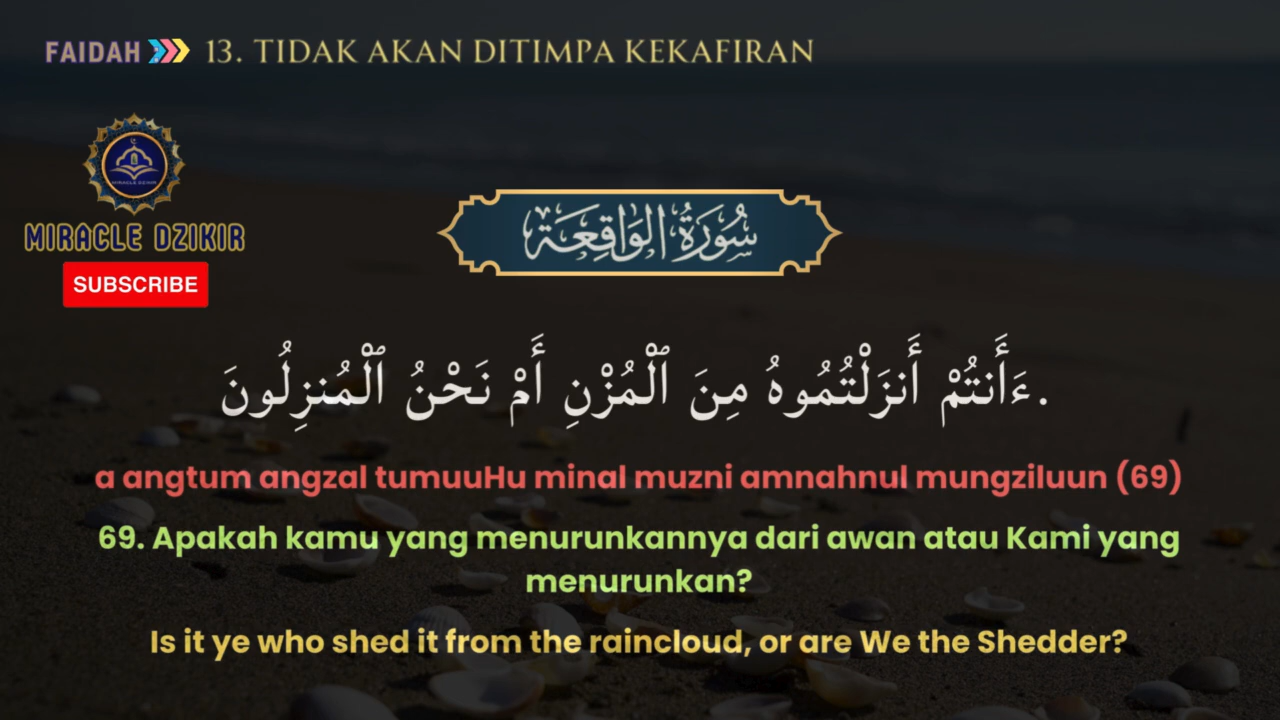 FAIDAH 13. TIDAK AKAN DITIMPA KEKAFIRAN
MIRACLE DZIKIR
SUBSCRIBE
سُورَةُ الوَاقِعَة
ءَأَنتُمْ أَنزَلْتُمُوهُ مِنَ ٱلْمُزْنِ أَمْ نَحْنُ ٱلْمُنزِلُونَ.
a angtum angzal tumuuHu minal muzni amnahnul mungziluun (69)
69. Apakah kamu yang menurunkannya dari awan atau Kami yang
menurunkan?
Is it ye who shed it from the raincloud, or are We the Shedder?